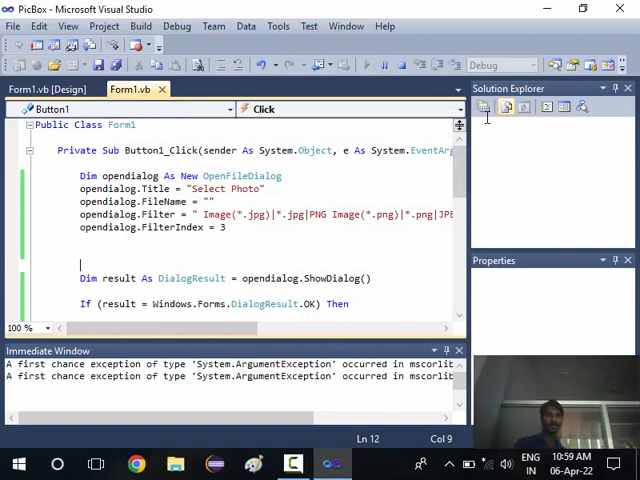 PicBox - Microsoft Visual Studio
File Edit View Project Build Debug Team Data Tools Test Window Help
Debug
Form1.vb [Design] Form1.vb
Button1 Click
Public Class Form1
Private Sub Button1_Click(sender As System.Object, e As System.EventArg
Dim opendialog As New OpenFileDialog
opendialog.Title = "Select Photo"
opendialog.FileName = ""
opendialog.Filter = " Image(*.jpg)|*.jpg|PNG Image(*.png)|*.png|JPE
opendialog.FilterIndex = 3
Dim result As DialogResult = opendialog.ShowDialog()
If (result = Windows.Forms.DialogResult.OK) Then
100 %
Solution Explorer
Properties
Immediate Window
A first chance exception of type 'System.ArgumentException' occurred in mscorlib
A first chance exception of type 'System.ArgumentException' occurred in mscorlib
Ln 12 Col 9
ENG
IN
10:59 AM
06-Apr-22